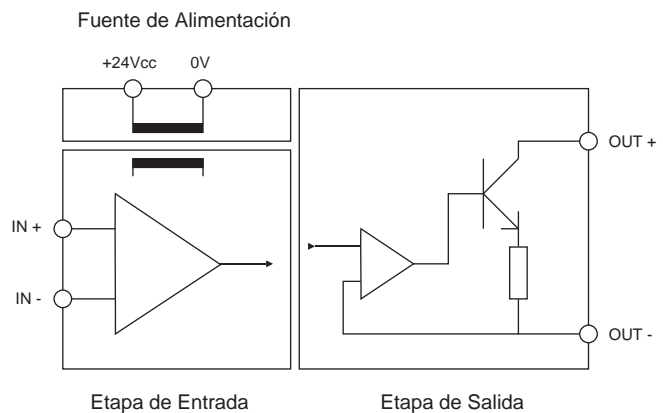 Fuente de Alimentación
+24Vcc 0V
OUT +
IN +
IN -
OUT -
Etapa de Entrada Etapa de Salida